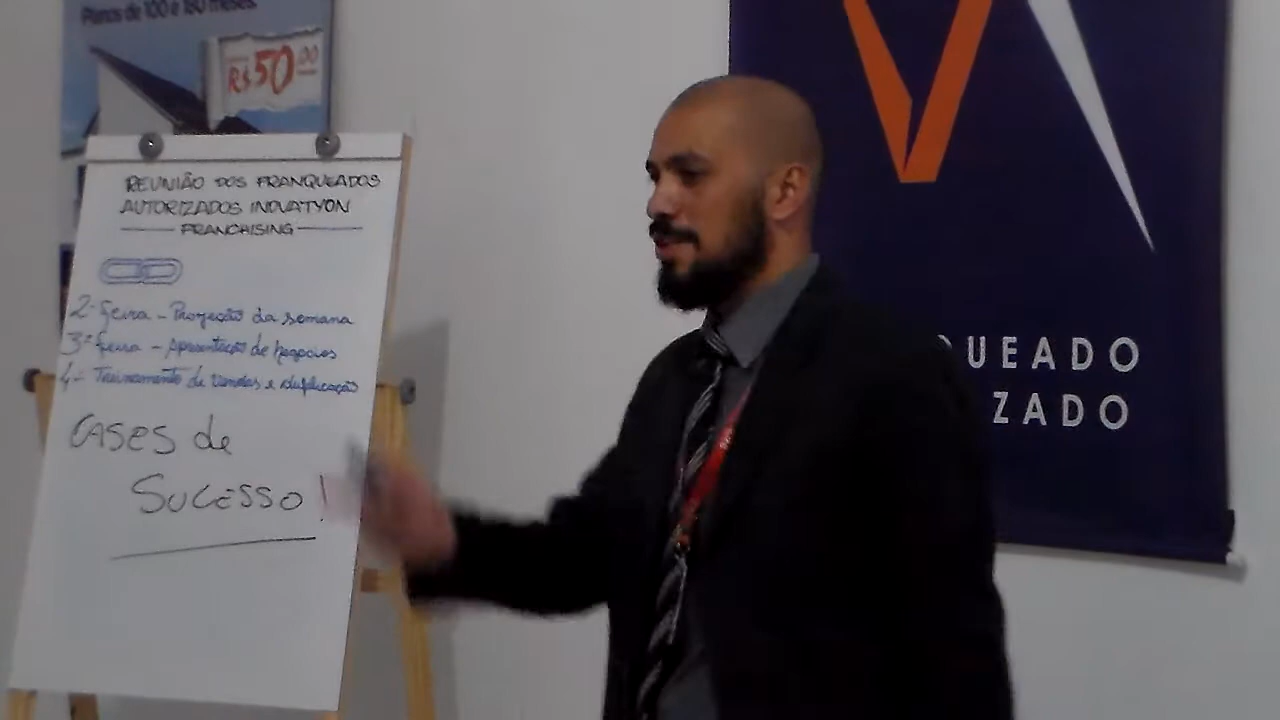 Planos de 100 e 180 meses.
R$50,00
REUNIÃO DOS FRANQUEADOS
AUTORIZADOS INOVATYON
FRANCHISING
2ª feira - Projeção da semana
3ª feira - Apresentação de negócios
4ª - Treinamento de vendas e duplicação
CASES de
SUCESSO!
QUEADO
ZADO